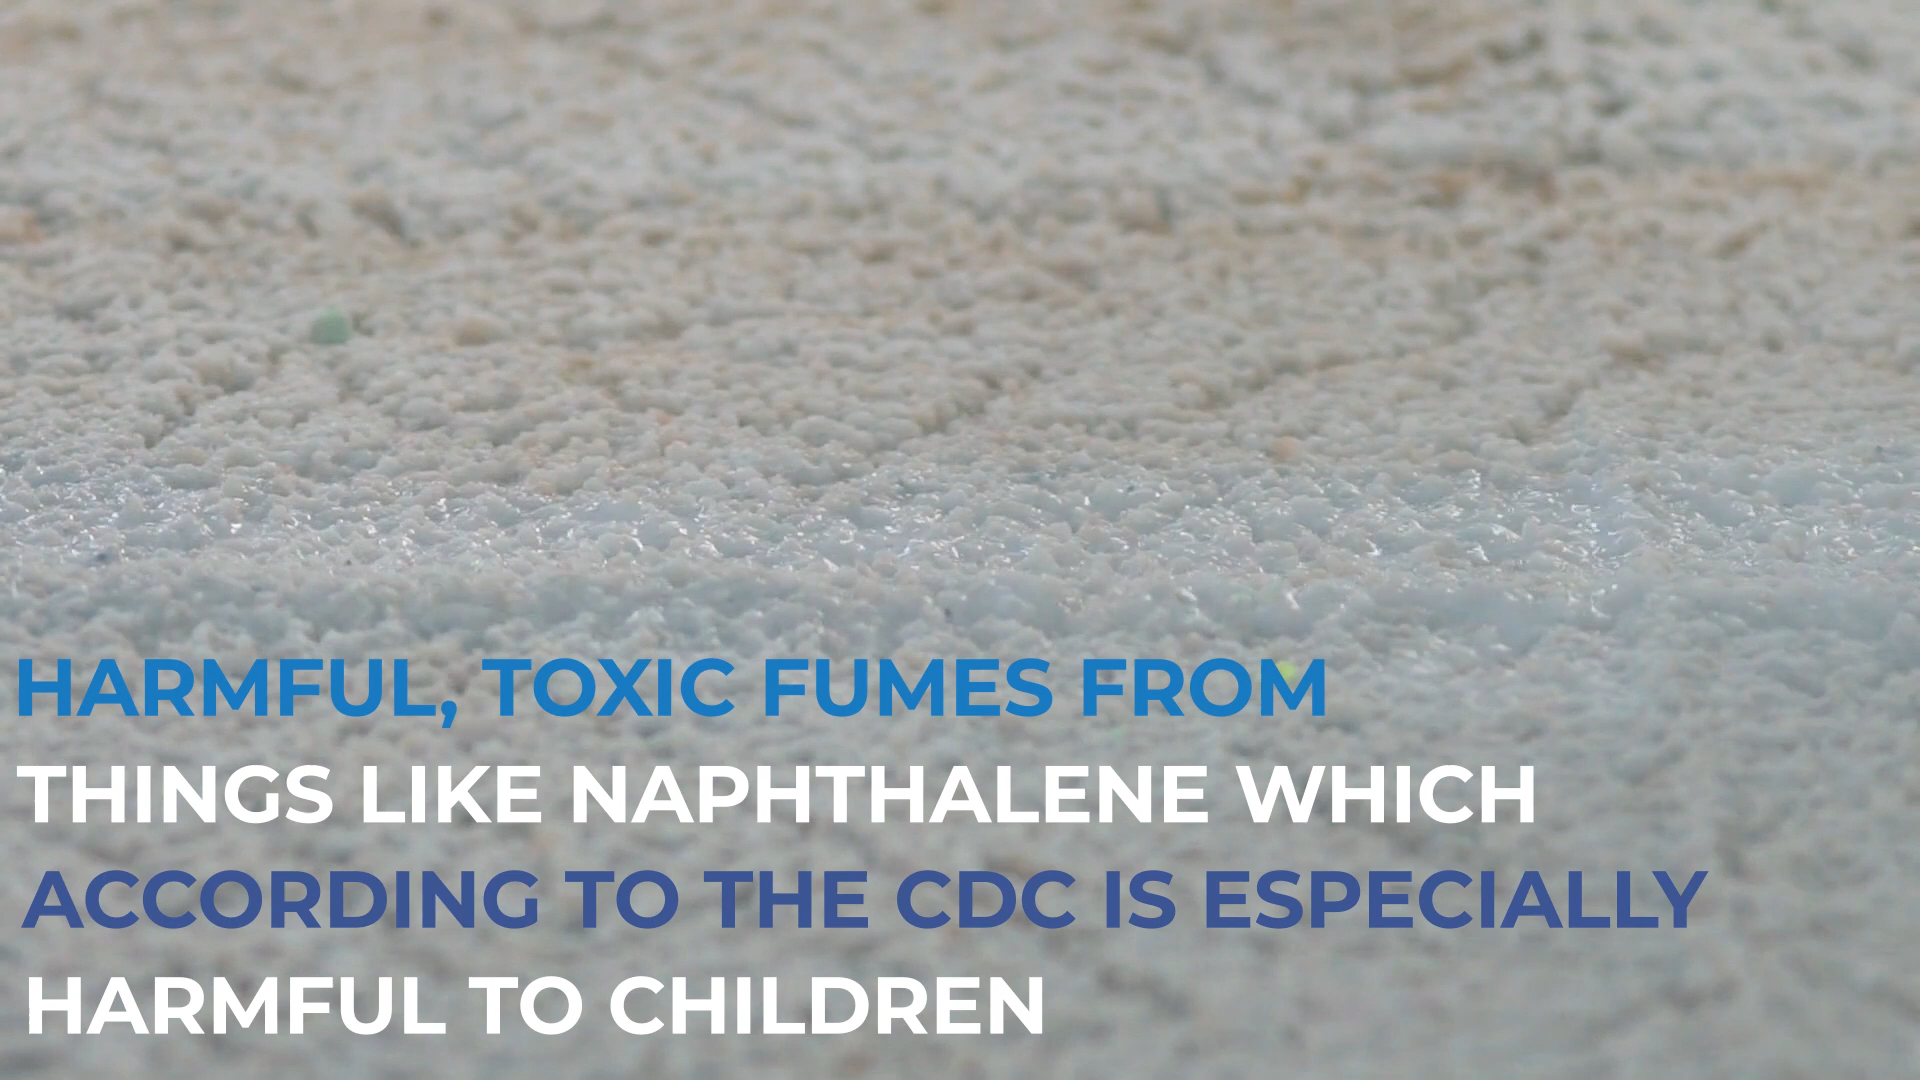 HARMFUL, TOXIC FUMES FROM
THINGS LIKE NAPHTHALENE WHICH
ACCORDING TO THE CDC IS ESPECIALLY
HARMFUL TO CHILDREN